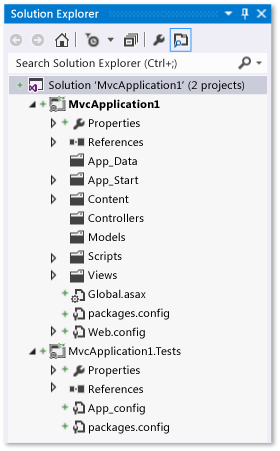 Solution Explorer
Search Solution Explorer (Ctrl+;)
Solution 'MvcApplication1' (2 projects)
MvcApplication1
Properties
References
App_Data
App_Start
Content
Controllers
Models
Scripts
Views
Global.asax
packages.config
Web.config
MvcApplication1.Tests
Properties
References
App_config
packages.config